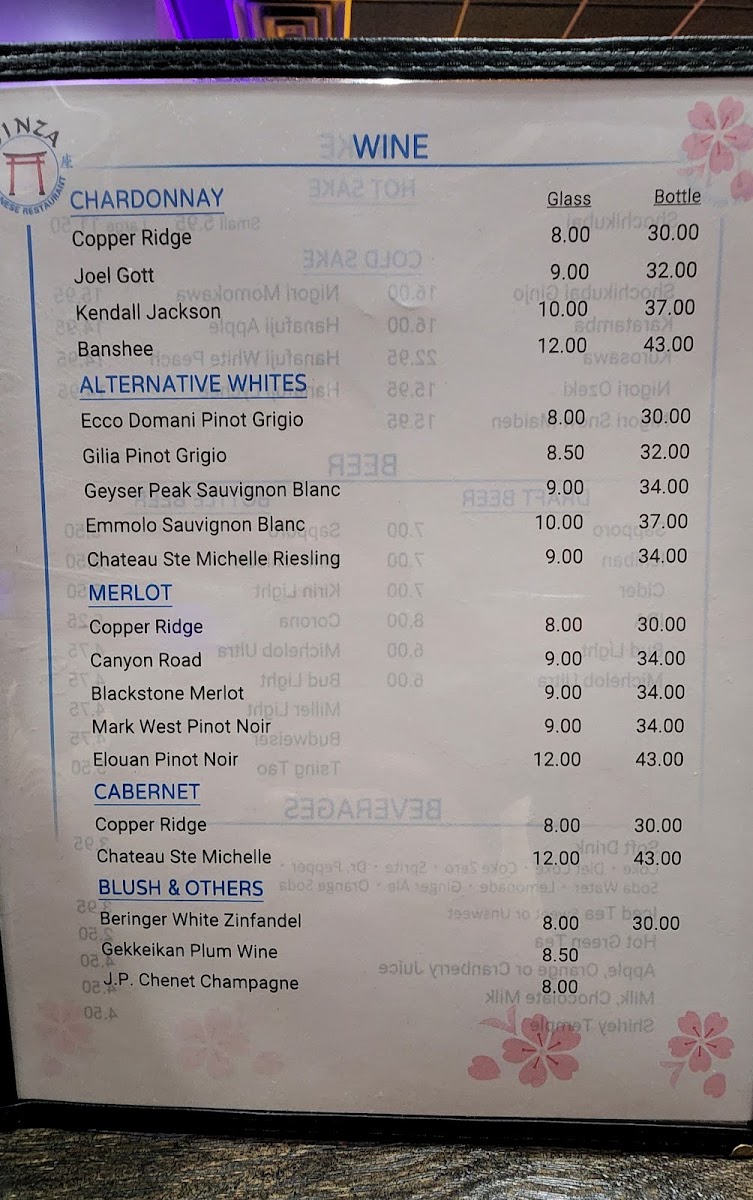 INZA
座
NESE RESTAURANT
WINE
CHARDONNAY Glass Bottle
Copper Ridge 8.00 30.00
Joel Gott 9.00 32.00
Kendall Jackson 10.00 37.00
Banshee 12.00 43.00
ALTERNATIVE WHITES
Ecco Domani Pinot Grigio 8.00 30.00
Gilia Pinot Grigio 8.50 32.00
Geyser Peak Sauvignon Blanc 9.00 34.00
Emmolo Sauvignon Blanc 10.00 37.00
Chateau Ste Michelle Riesling 9.00 34.00
MERLOT
Copper Ridge 8.00 30.00
Canyon Road 9.00 34.00
Blackstone Merlot 9.00 34.00
Mark West Pinot Noir 9.00 34.00
Elouan Pinot Noir 12.00 43.00
CABERNET
Copper Ridge 8.00 30.00
Chateau Ste Michelle 12.00 43.00
BLUSH & OTHERS
Beringer White Zinfandel 8.00 30.00
Gekkeikan Plum Wine 8.50
J.P. Chenet Champagne 8.00